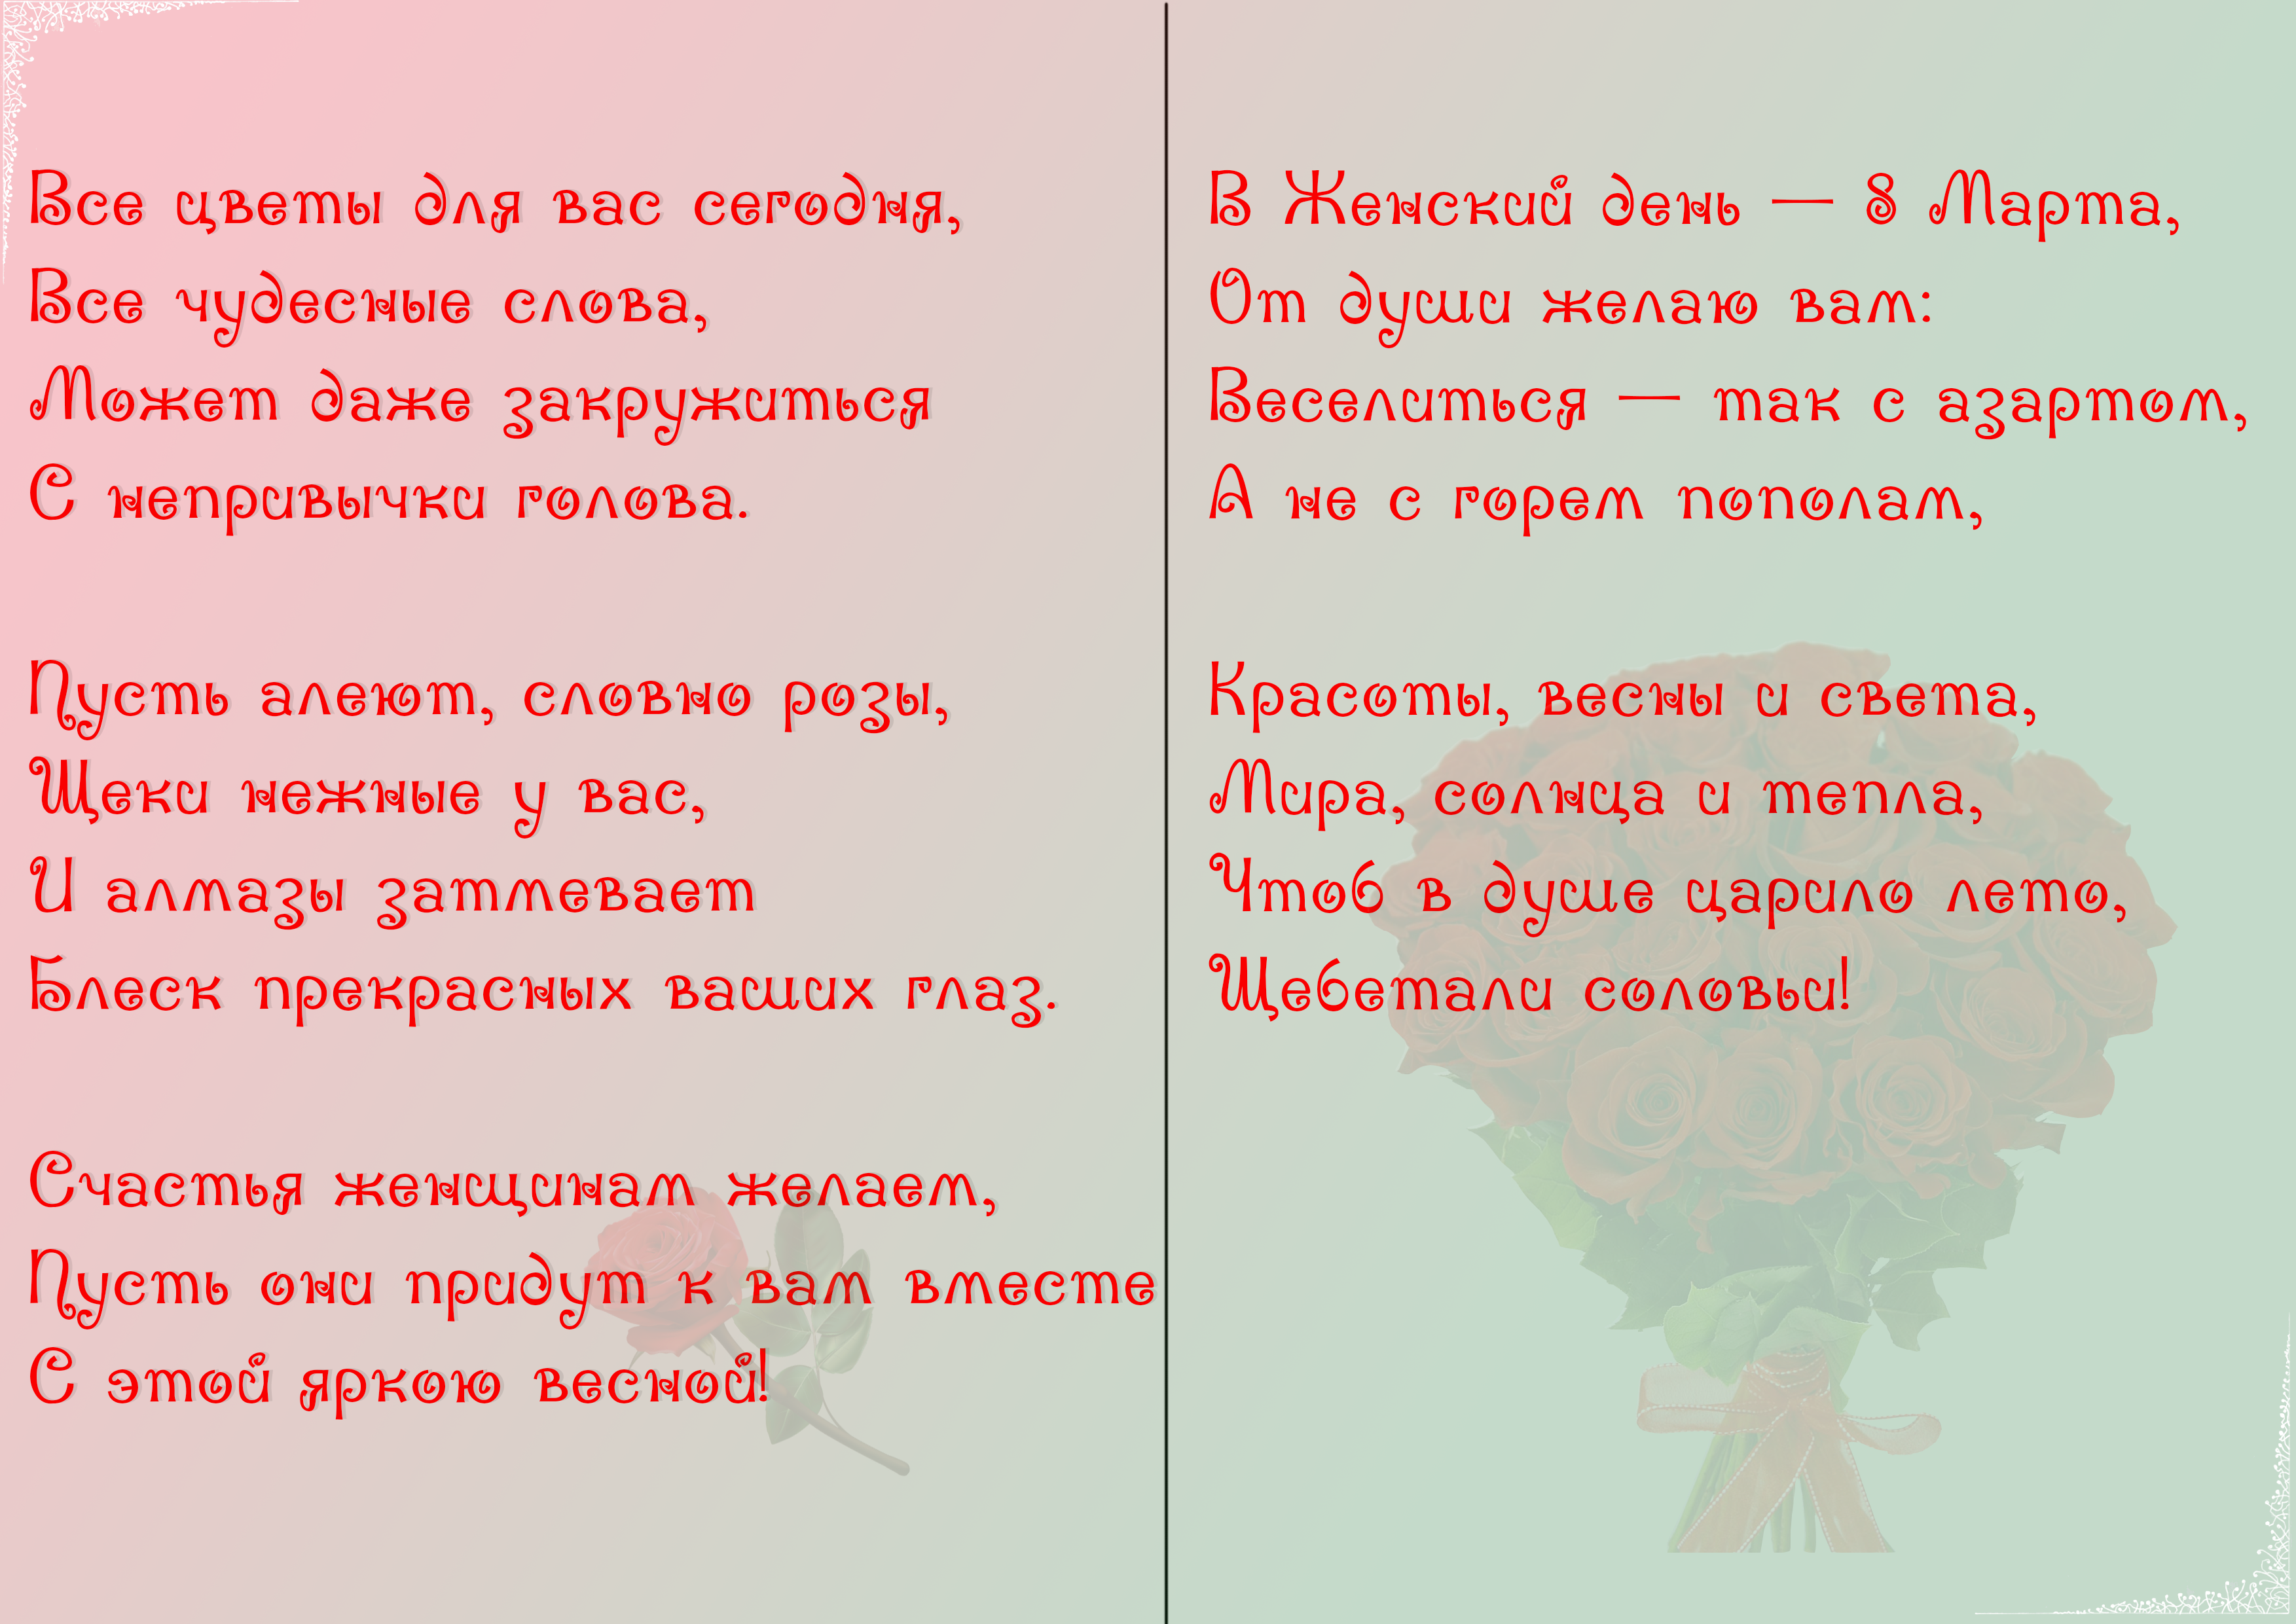 Все цветы для вас сегодня,
Все чудесные слова,
Может даже закружиться
С непривычки голова.
Пусть алеют, словно розы,
Щеки нежные у вас,
И алмазы затмевает
Блеск прекрасных ваших глаз.
Счастья женщинам желаем,
Пусть они придут к вам вместе
С этой яркою весной!
В Женский день — 8 Марта,
От души желаю вам:
Веселиться — так с азартом,
А не с горем пополам,
Красоты, весны и света,
Мира, солнца и тепла,
Чтоб в душе царило лето,
Щебетали соловьи!